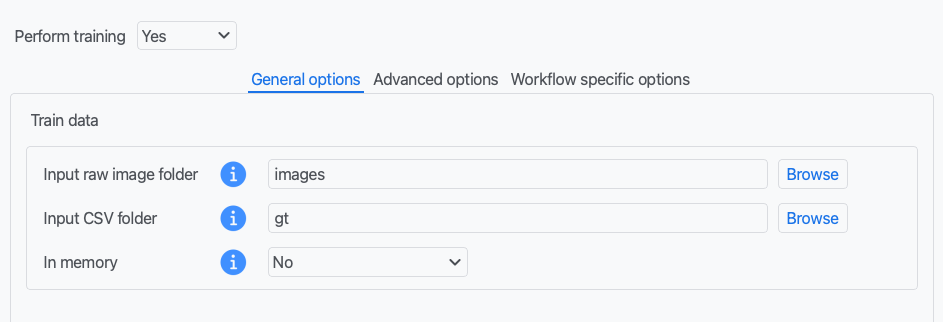 Perform training Yes
General options Advanced options Workflow specific options
Train data
Input raw image folder i images Browse
Input CSV folder i gt Browse
In memory i No